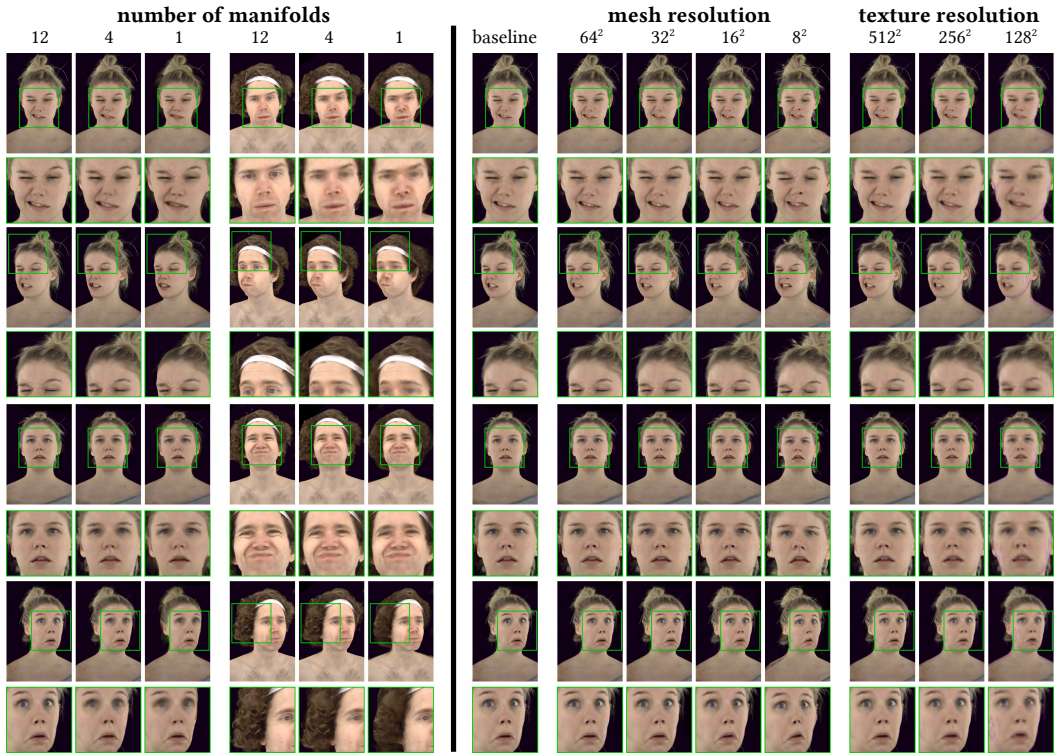 number of manifolds mesh resolution texture resolution
12 4 1 12 4 1 baseline 64² 32² 16² 8² 512² 256² 128²